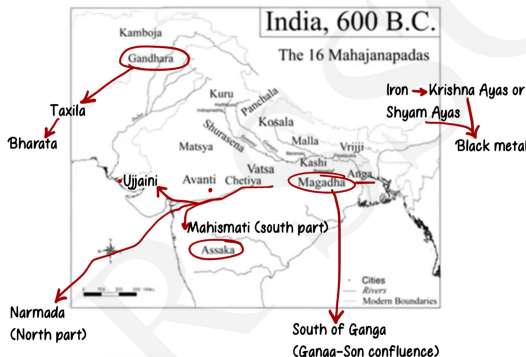 India, 600 B.C.
The 16 Mahajanapadas
Kamboja
Gandhara
Taxila
Bharata
Iron → Krishna Ayas or
Shyam Ayas
Black metal
Kuru
Panchala
Kosala
Shurasena
Malla
Vrijji
Matsya
Kashi
Vatsa
Anga
Ujjaini
Avanti
Chetiya
Magadha
Mahismati (south part)
Assaka
Narmada
(North part)
Cities
Rivers
Modern Boundaries
South of Ganga
(Ganga-Son confluence)